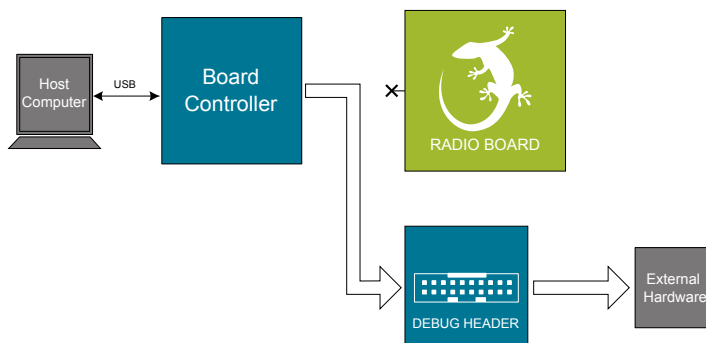 Host
Computer
USB
Board
Controller
RADIO BOARD
DEBUG HEADER
External
Hardware